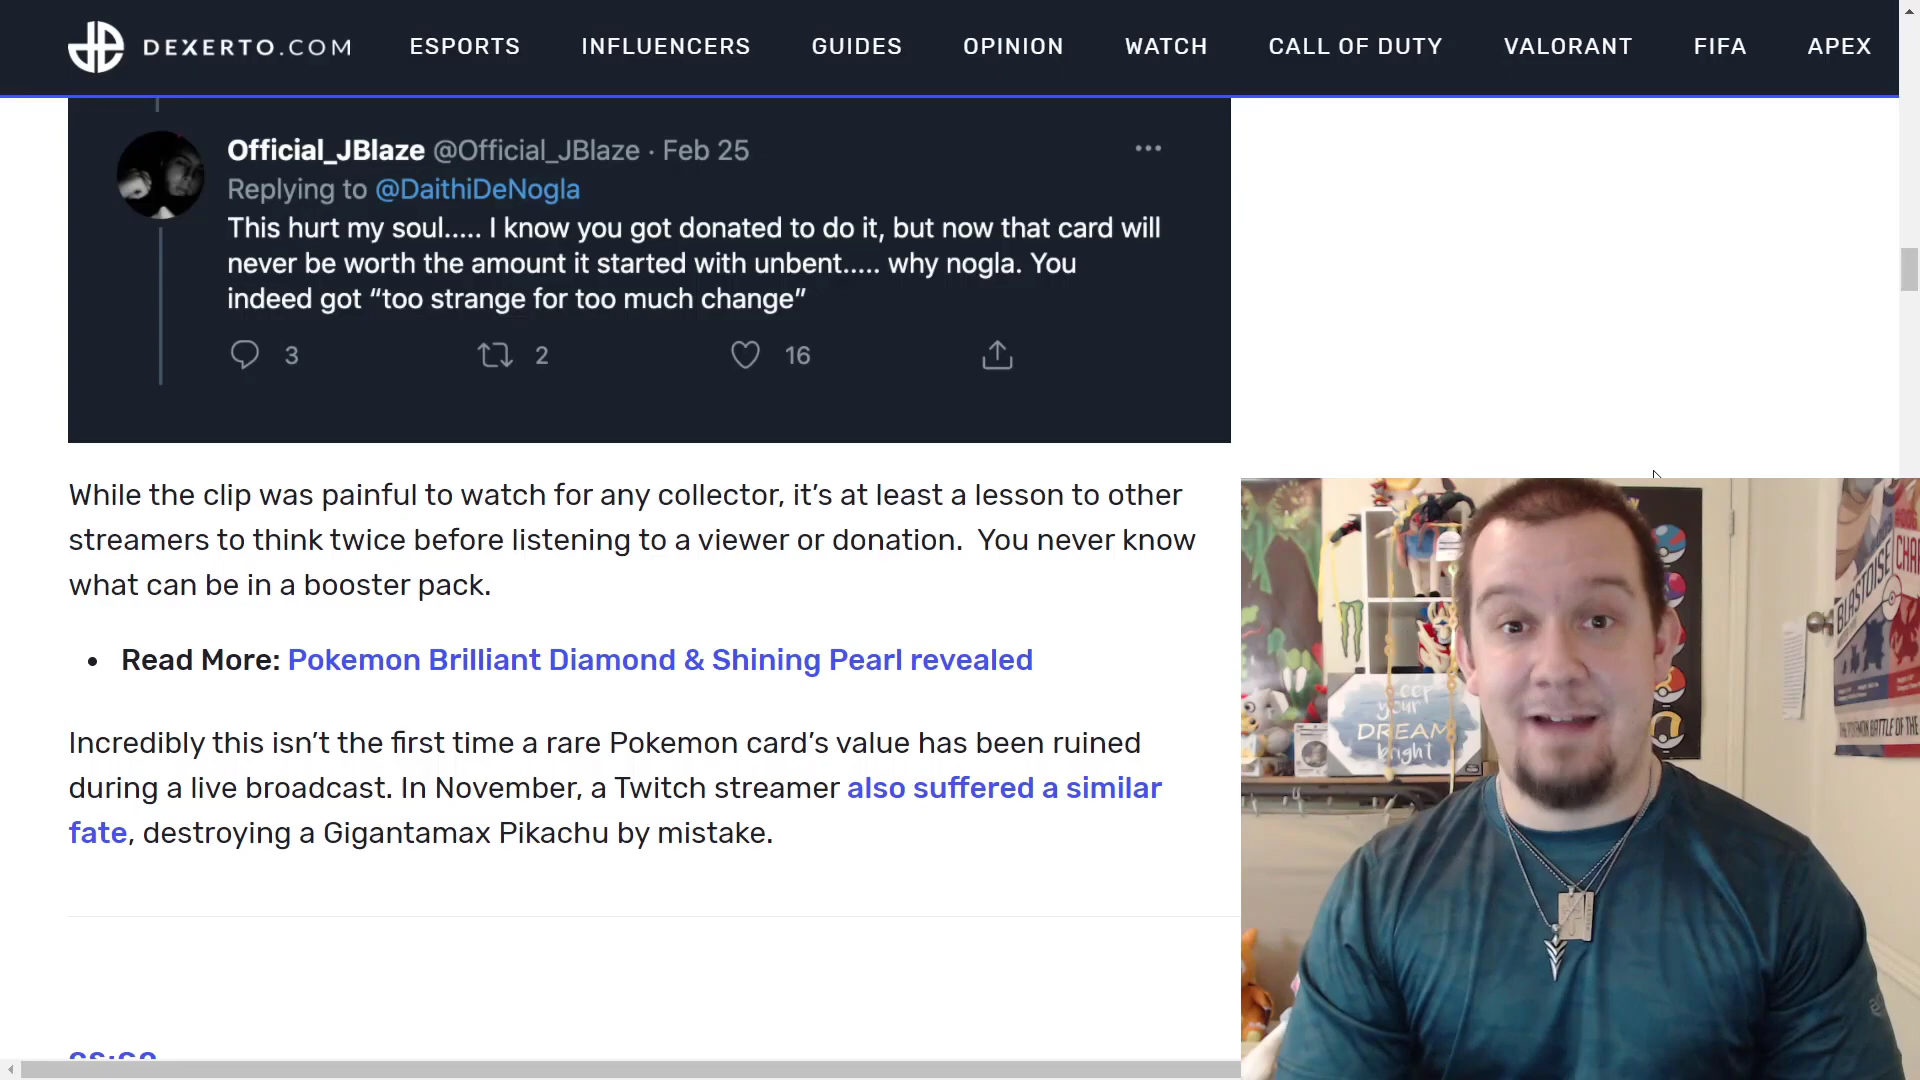 DEXERTO.COM ESPORTS INFLUENCERS GUIDES OPINION WATCH CALL OF DUTY VALORANT FIFA APEX
Official_JBlaze @Official_JBlaze · Feb 25
Replying to @DaithiDeNogla
This hurt my soul..... I know you got donated to do it, but now that card will
never be worth the amount it started with unbent..... why nogla. You
indeed got “too strange for too much change”
3 2 16
While the clip was painful to watch for any collector, it’s at least a lesson to other
streamers to think twice before listening to a viewer or donation. You never know
what can be in a booster pack.
• Read More: Pokemon Brilliant Diamond & Shining Pearl revealed
Incredibly this isn’t the first time a rare Pokemon card’s value has been ruined
during a live broadcast. In November, a Twitch streamer also suffered a similar
fate, destroying a Gigantamax Pikachu by mistake.
your
DREAM
bright
BLASTOISE